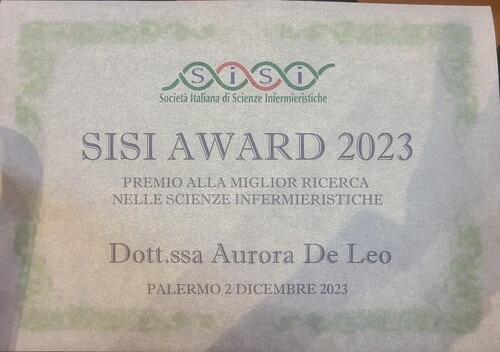 SiSi
Società Italiana di Scienze Infermieristiche
SISI AWARD 2023
PREMIO ALLA MIGLIOR RICERCA
NELLE SCIENZE INFERMIERISTICHE
Dott.ssa Aurora De Leo
PALERMO 2 DICEMBRE 2023